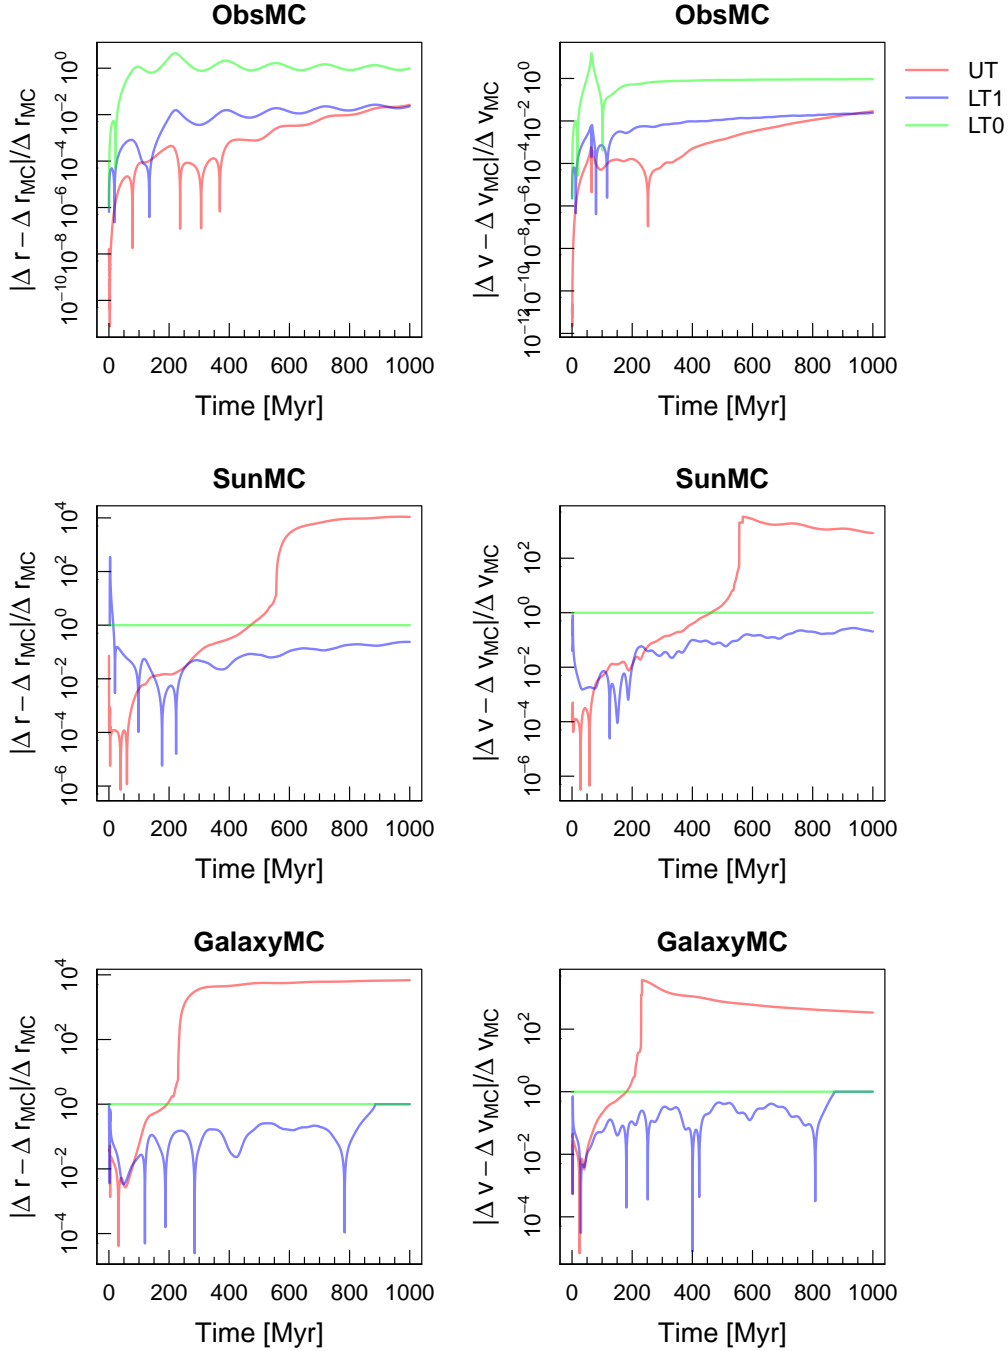 ObsMC
|Δ r − Δ r_MC|/Δ r_MC
10^0
10^−2
10^−4
10^−6
10^−8
10^−10
0 200 400 600 800 1000
Time [Myr]
ObsMC
|Δ v − Δ v_MC|/Δ v_MC
10^0
10^−2
10^−4
10^−6
10^−8
10^−10
10^−12
0 200 400 600 800 1000
Time [Myr]
UT
LT1
LT0
SunMC
|Δ r − Δ r_MC|/Δ r_MC
10^4
10^2
10^0
10^−2
10^−4
10^−6
0 200 400 600 800 1000
Time [Myr]
SunMC
|Δ v − Δ v_MC|/Δ v_MC
10^2
10^0
10^−2
10^−4
10^−6
0 200 400 600 800 1000
Time [Myr]
GalaxyMC
|Δ r − Δ r_MC|/Δ r_MC
10^4
10^2
10^0
10^−2
10^−4
0 200 400 600 800 1000
Time [Myr]
GalaxyMC
|Δ v − Δ v_MC|/Δ v_MC
10^2
10^0
10^−2
10^−4
0 200 400 600 800 1000
Time [Myr]